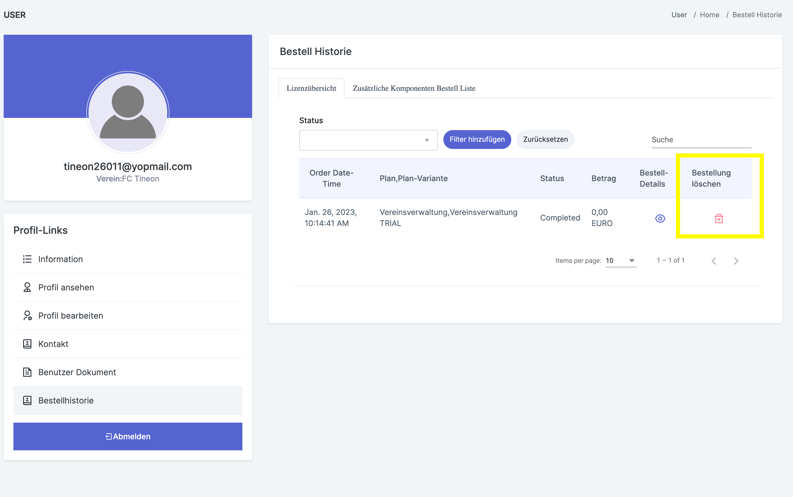 USER
User / Home / Bestell Historie
tineon26011@yopmail.com
Verein:FC Tineon
Profil-Links
Information
Profil ansehen
Profil bearbeiten
Kontakt
Benutzer Dokument
Bestellhistorie
Abmelden
Bestell Historie
Lizenzübersicht Zusätzliche Komponenten Bestell Liste
Status
Filter hinzufügen Zurücksetzen Suche
Order Date-
Time
Plan,Plan-Variante
Status
Betrag
Bestell-
Details
Bestellung
löschen
Jan. 26, 2023,
10:14:41 AM
Vereinsverwaltung,Vereinsverwaltung
TRIAL
Completed
0,00
EURO
Items per page: 10 1 – 1 of 1